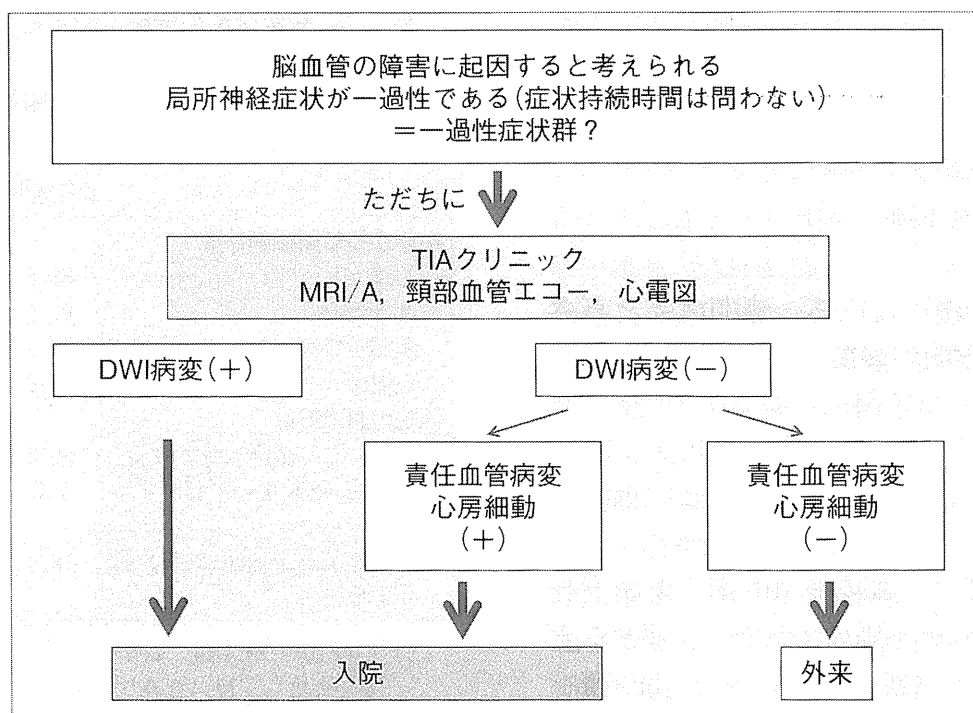 脳血管の障害に起因すると考えられる
局所神経症状が一過性である(症状持続時間は問わない)
＝一過性症状群？
ただちに
TIAクリニック
MRI/A，頸部血管エコー，心電図
DWI病変(＋)
DWI病変(－)
責任血管病変
心房細動
(＋)
責任血管病変
心房細動
(－)
入院
外来